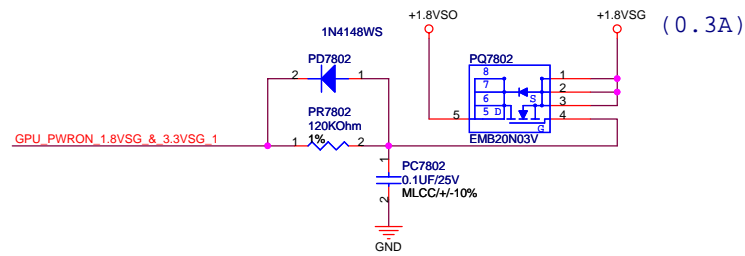 +1.8VSO
+1.8VSG
(0.3A)
1N4148WS
PD7802
2
1
PQ7802
8
7
6
5
D
S
G
1
2
3
4
5
EMB20N03V
PR7802
120KOhm
1%
1
2
GPU_PWRON_1.8VSG_&_3.3VSG_1
1
PC7802
0.1UF/25V
MLCC/+/-10%
2
GND